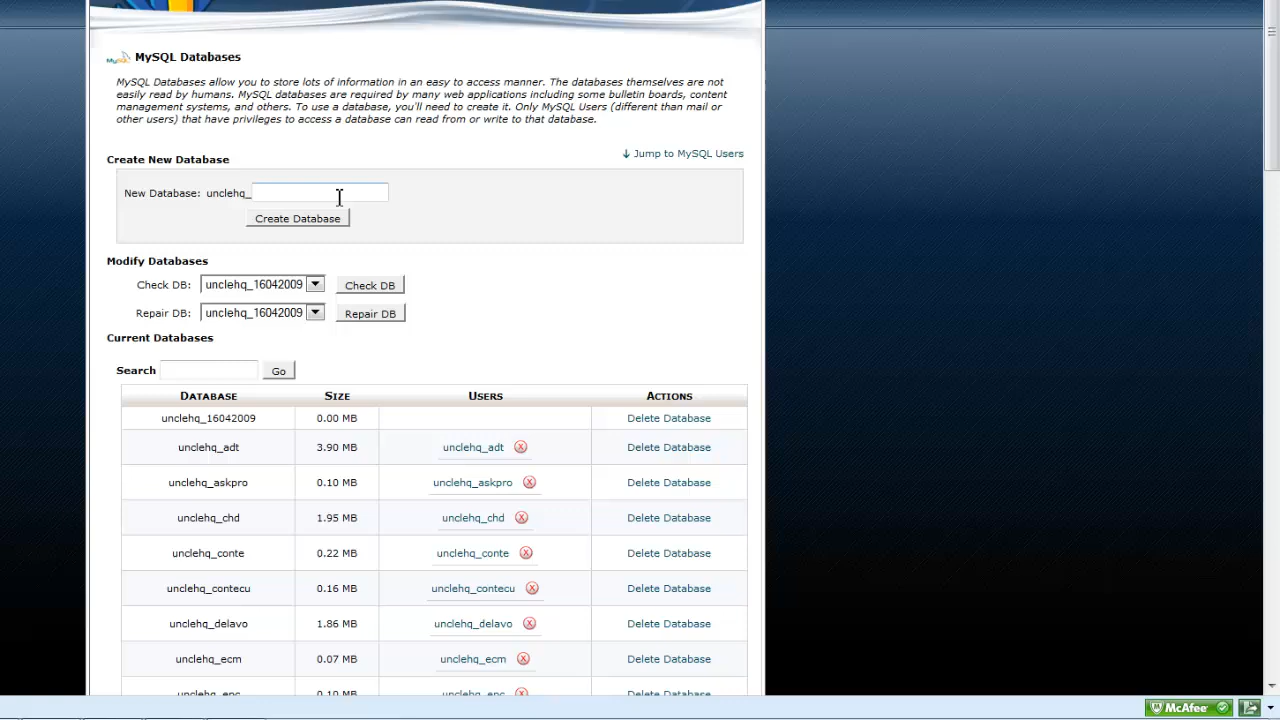 MySQL Databases
MySQL Databases allow you to store lots of information in an easy to access manner. The databases themselves are not
easily read by humans. MySQL databases are required by many web applications including some bulletin boards, content
management systems, and others. To use a database, you'll need to create it. Only MySQL Users (different than mail or
other users) that have privileges to access a database can read from or write to that database.
↓ Jump to MySQL Users
Create New Database
New Database: unclehq_
Create Database
Modify Databases
Check DB: unclehq_16042009 Check DB
Repair DB: unclehq_16042009 Repair DB
Current Databases
Search Go
DATABASE SIZE USERS ACTIONS
unclehq_16042009 0.00 MB Delete Database
unclehq_adt 3.90 MB unclehq_adt Delete Database
unclehq_askpro 0.10 MB unclehq_askpro Delete Database
unclehq_chd 1.95 MB unclehq_chd Delete Database
unclehq_conte 0.22 MB unclehq_conte Delete Database
unclehq_contecu 0.16 MB unclehq_contecu Delete Database
unclehq_delavo 1.86 MB unclehq_delavo Delete Database
unclehq_ecm 0.07 MB unclehq_ecm Delete Database
McAfee